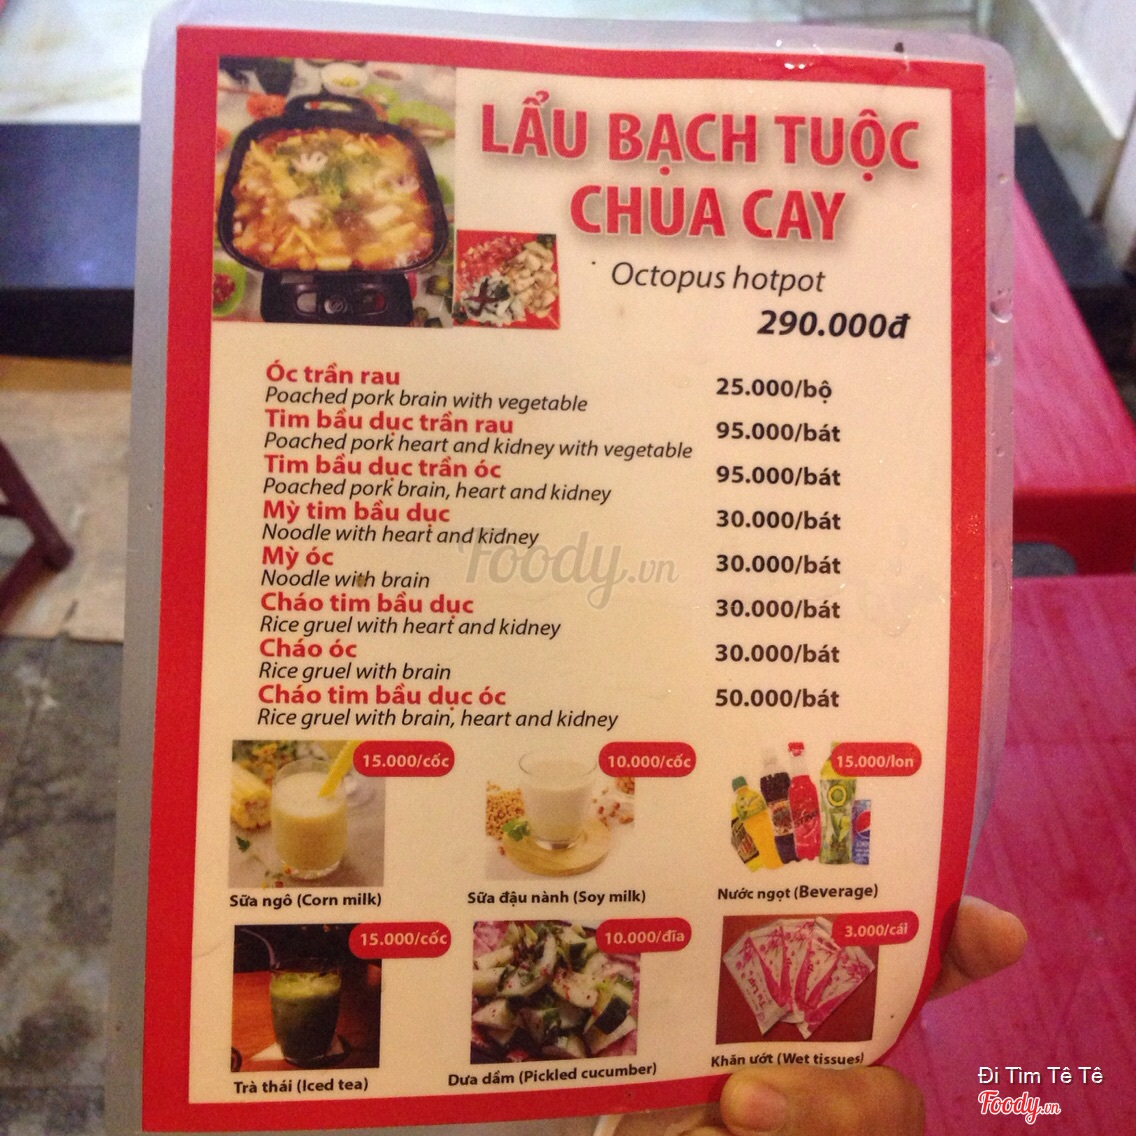 LẨU BẠCH TUỘC
CHUA CAY
Octopus hotpot
290.000đ
Óc trần rau
Poached pork brain with vegetable
25.000/bộ
Tim bầu dục trần rau
Poached pork heart and kidney with vegetable
95.000/bát
Tim bầu dục trần óc
Poached pork brain, heart and kidney
95.000/bát
Mỳ tim bầu dục
Noodle with heart and kidney
30.000/bát
Mỳ óc
Noodle with brain
30.000/bát
Cháo tim bầu dục
Rice gruel with heart and kidney
30.000/bát
Cháo óc
Rice gruel with brain
30.000/bát
Cháo tim bầu dục óc
Rice gruel with brain, heart and kidney
50.000/bát
Foody.vn
15.000/cốc
10.000/cốc
15.000/lon
Sữa ngô (Corn milk)
Sữa đậu nành (Soy milk)
Nước ngọt (Beverage)
15.000/cốc
10.000/đĩa
3.000/cái
Trà thái (Iced tea)
Dưa dầm (Pickled cucumber)
Khăn ướt (Wet tissues)
Đi Tìm Tê Tê
Foody.vn